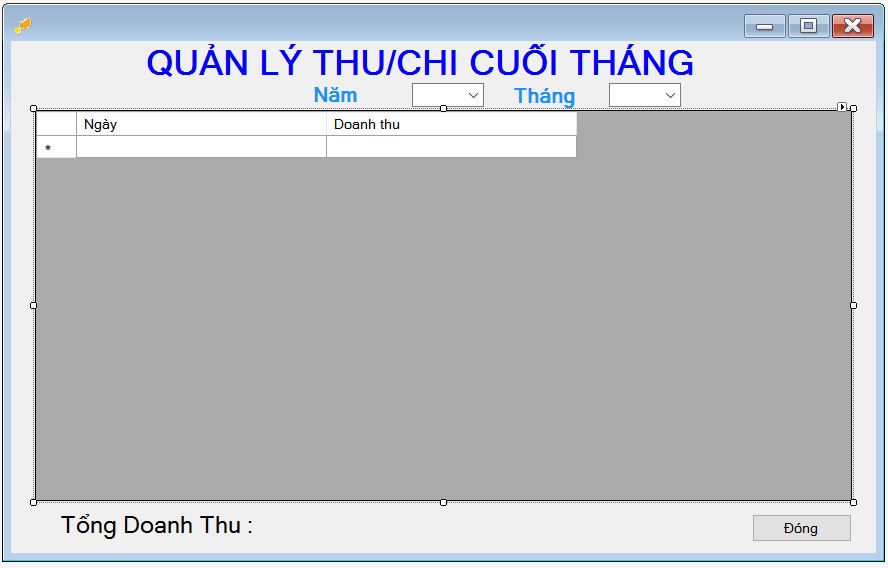 QUẢN LÝ THU/CHI CUỐI THÁNG
Năm Tháng
Ngày Doanh thu
*
Tổng Doanh Thu :
Đóng